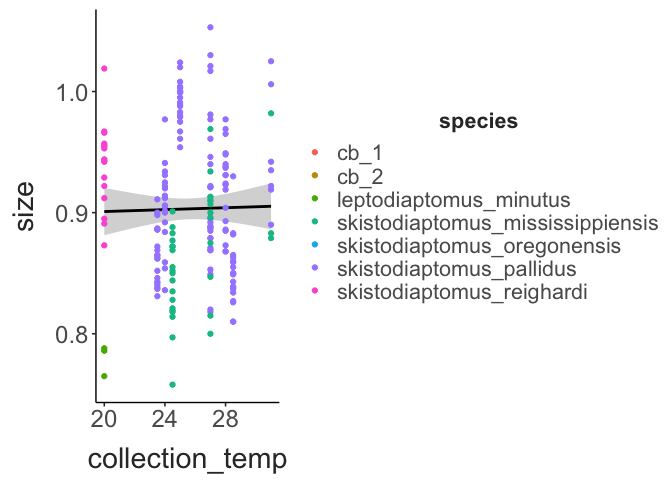 1.0
0.9
0.8
size
20 24 28
collection_temp
species
cb_1
cb_2
leptodiaptomus_minutus
skistodiaptomus_mississippiensis
skistodiaptomus_oregonensis
skistodiaptomus_pallidus
skistodiaptomus_reighardi